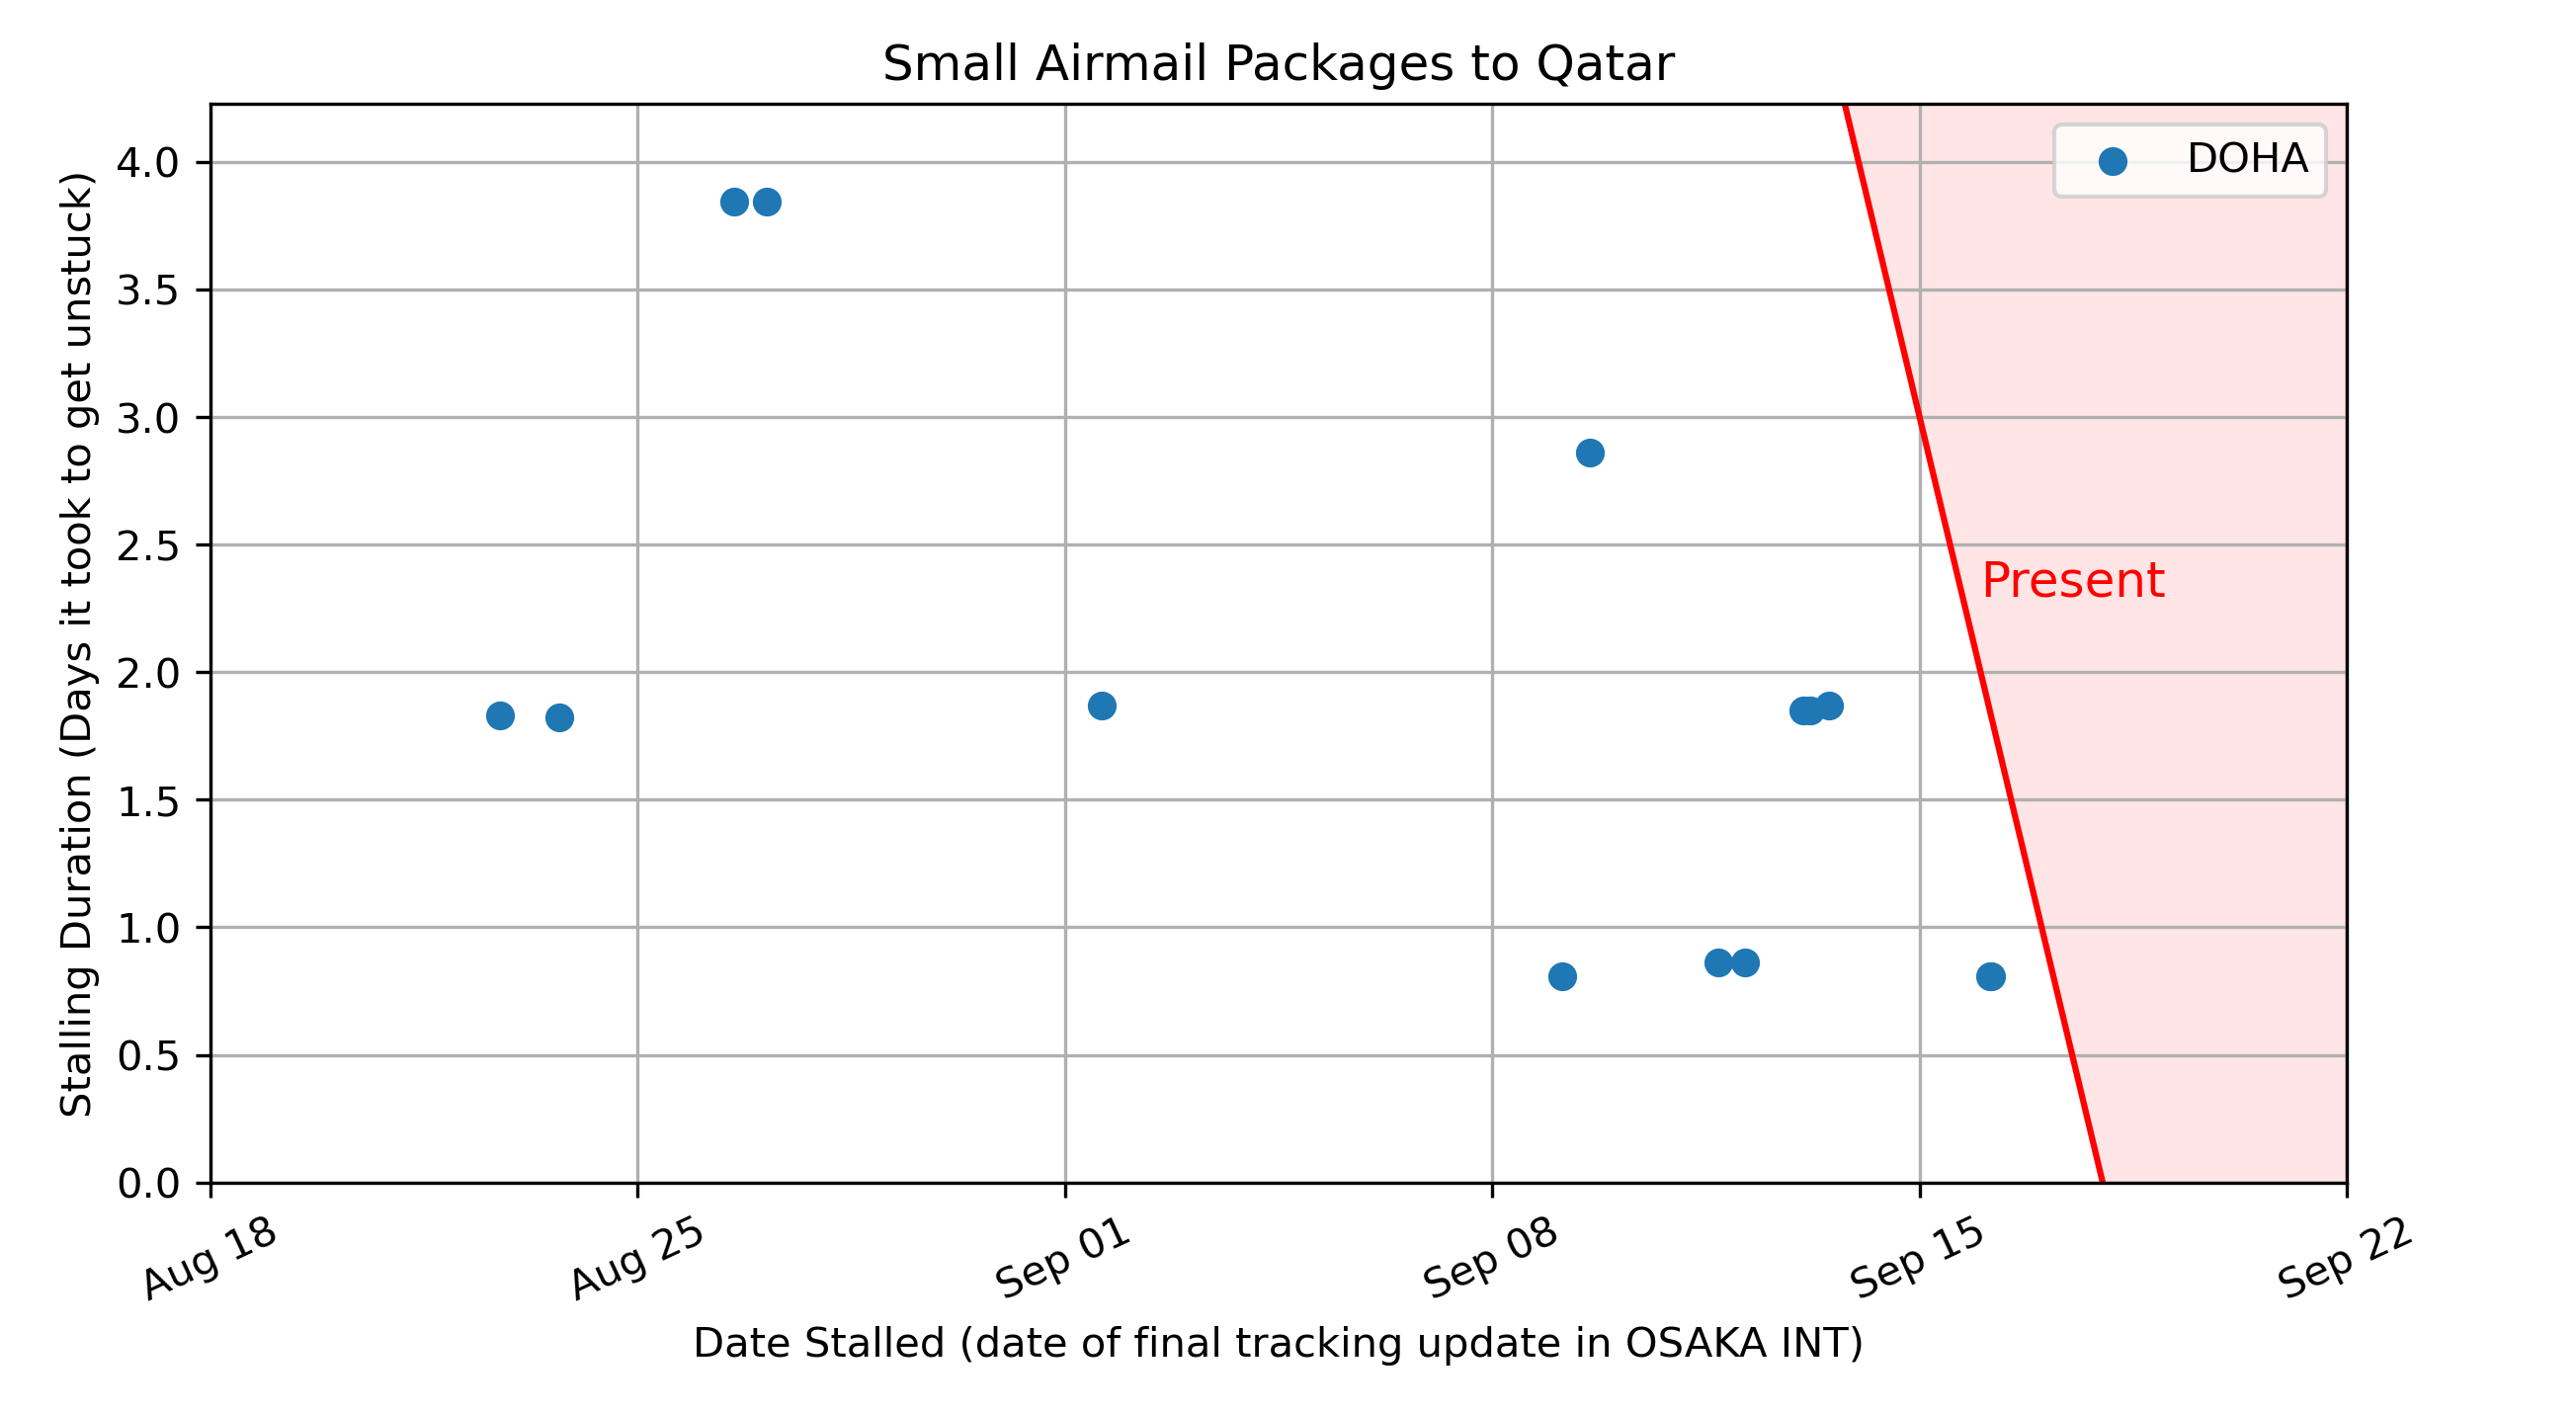 Small Airmail Packages to Qatar
DOHA
Present
Stalling Duration (Days it took to get unstuck)
4.0
3.5
3.0
2.5
2.0
1.5
1.0
0.5
0.0
Aug 18
Aug 25
Sep 01
Sep 08
Sep 15
Sep 22
Date Stalled (date of final tracking update in OSAKA INT)